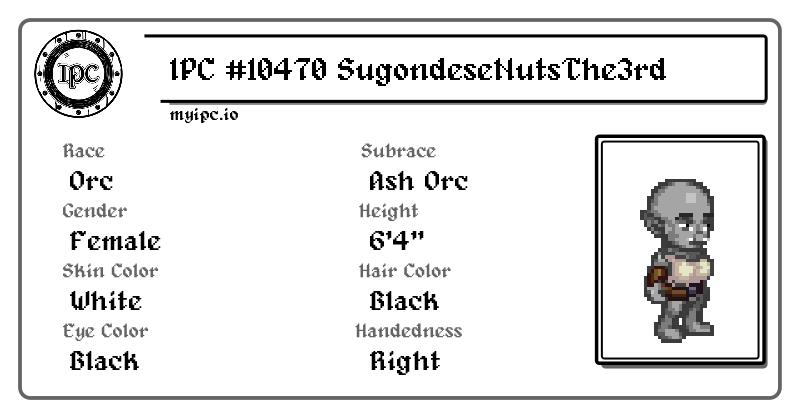 IPC
IPC #10470 SugondeseNutsThe3rd
myipc.io
Race
Orc
Subrace
Ash Orc
Gender
Female
Height
6'4"
Skin Color
White
Hair Color
Black
Eye Color
Black
Handedness
Right